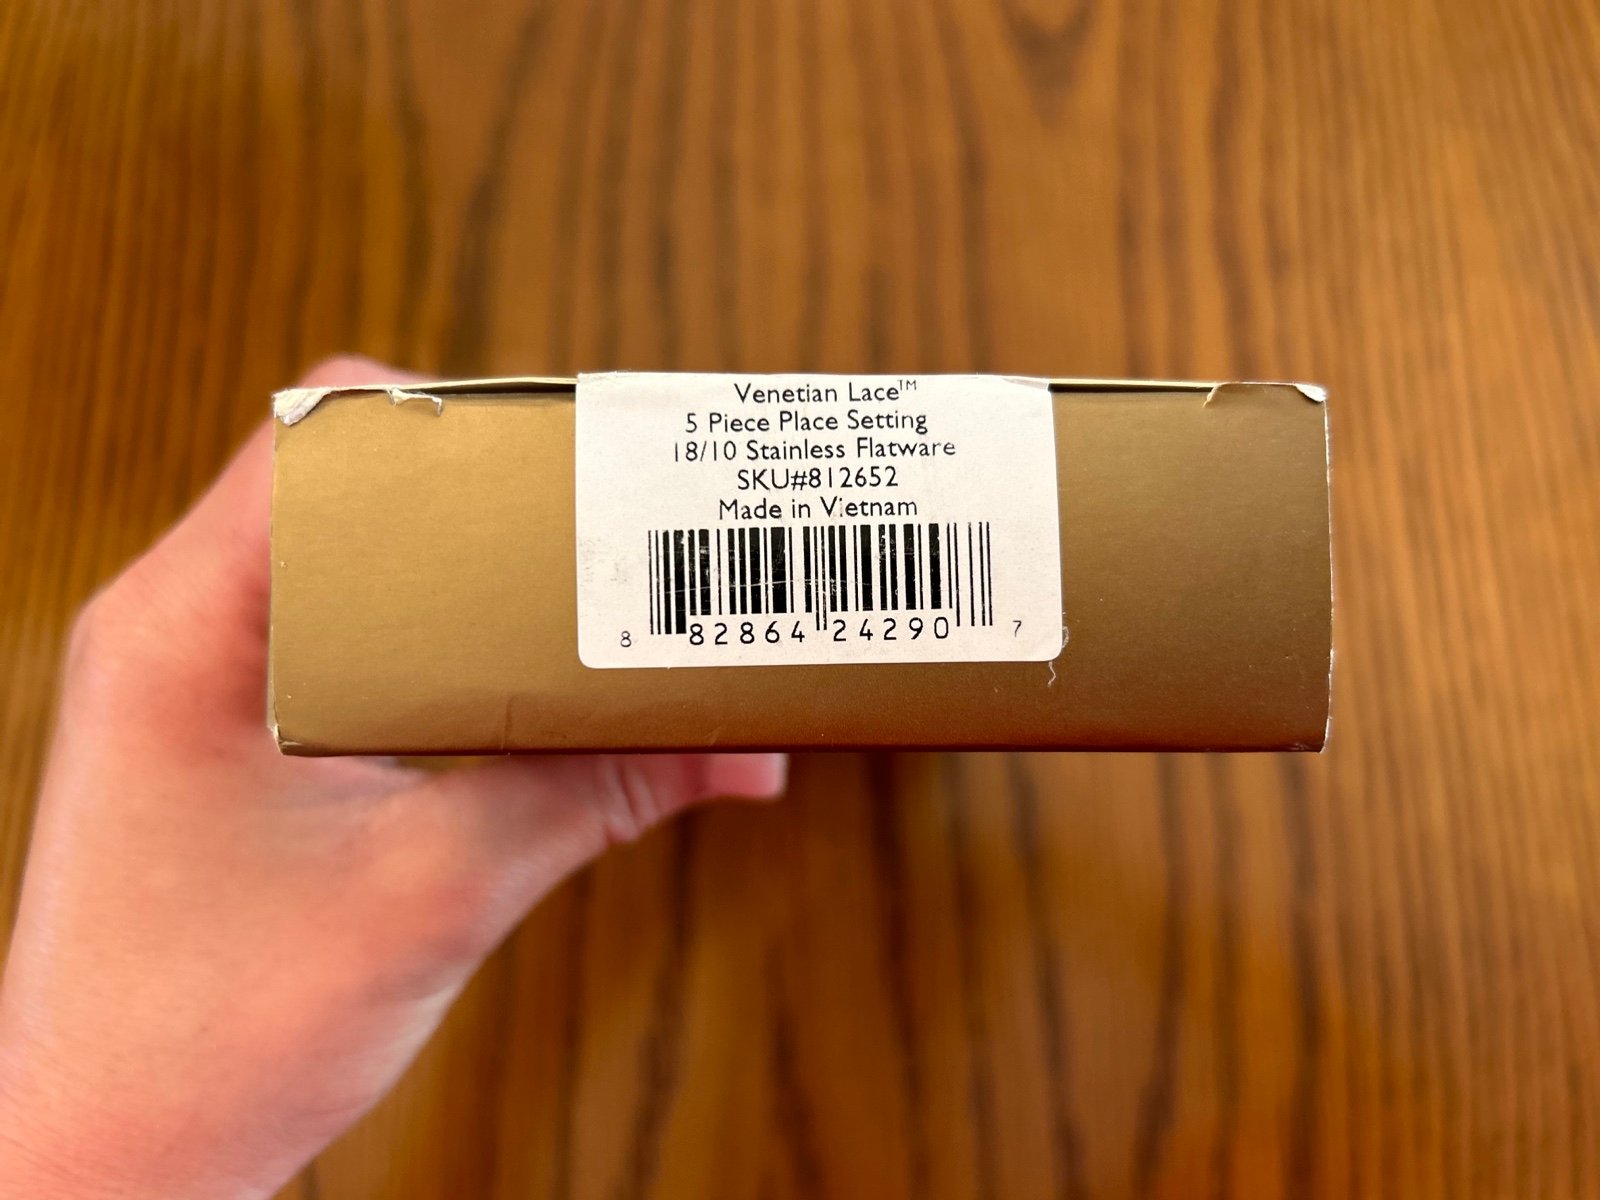 Venetian Lace™
5 Piece Place Setting
18/10 Stainless Flatware
SKU#812652
Made in Vietnam
8 82864 24290 7